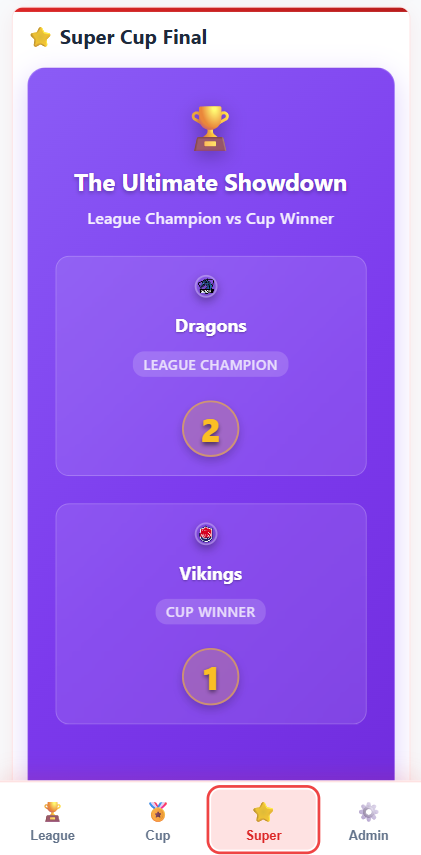 Super Cup Final
The Ultimate Showdown
League Champion vs Cup Winner
Dragons
LEAGUE CHAMPION
2
Vikings
CUP WINNER
1
League Cup Super Admin